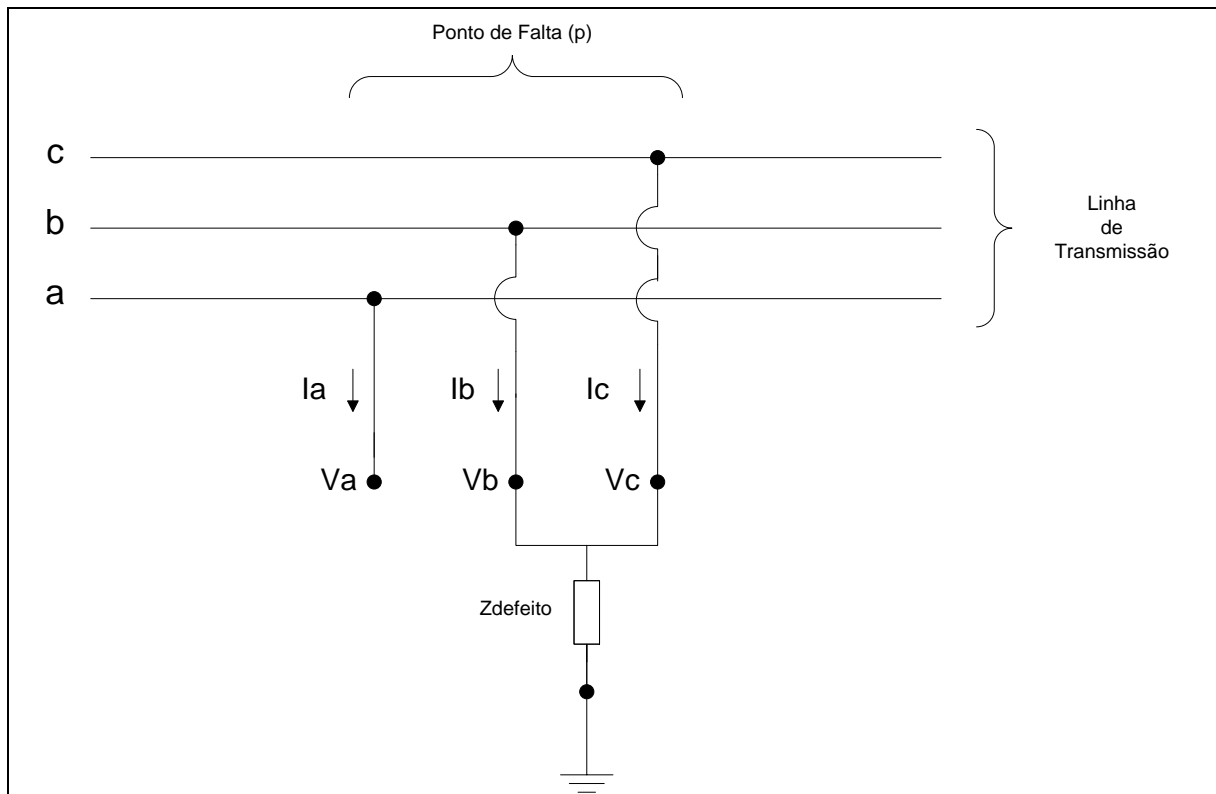 Ponto de Falta (p)
c
b
a
Linha
de
Transmissão
Ia
Ib
Ic
Va
Vb
Vc
Zdefeito